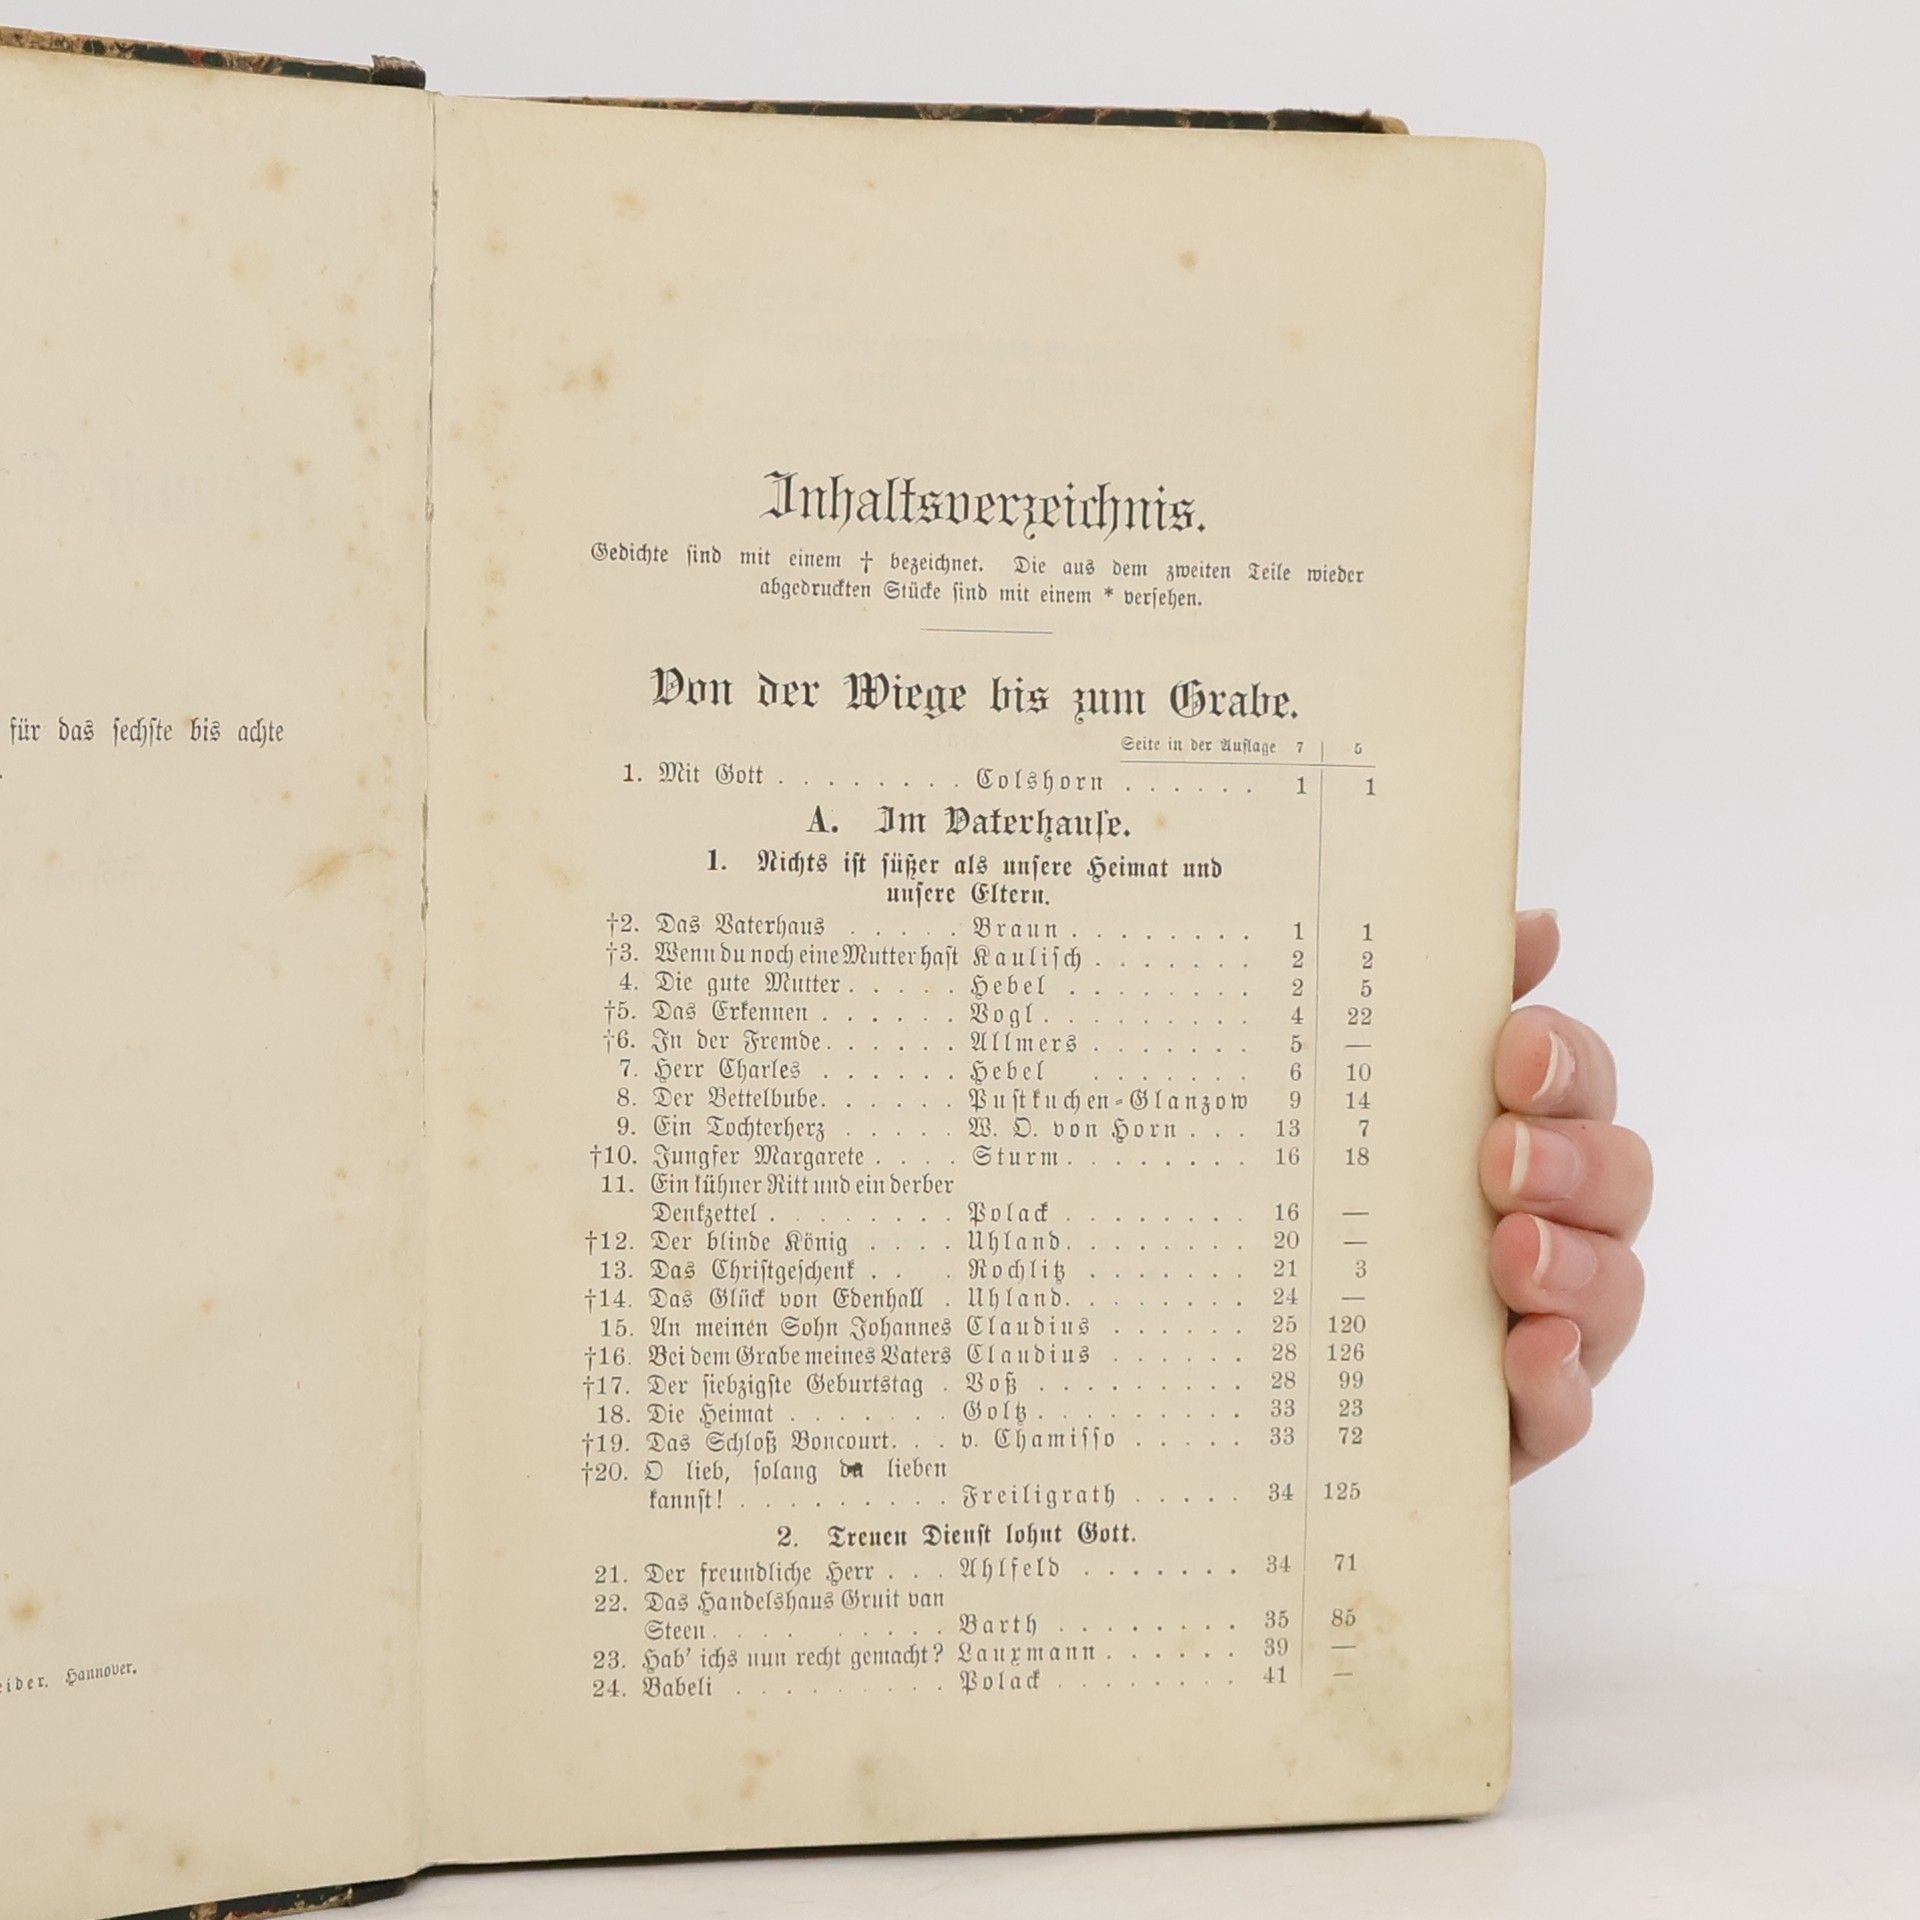 für das ſechſte bis achte
eider. Hannover.
Inhaltsverzeichnis.
Gedichte ſind mit einem † bezeichnet. Die aus dem zweiten Teile wieder
abgedruckten Stücke ſind mit einem * verſehen.
Von der Wiege bis zum Grabe.
Seite in der Auflage 7 | 5
1. Mit Gott . . . . . . . . Colshorn . . . . . . 1 1
A. Im Vaterhauſe.
1. Nichts iſt ſüßer als unſere Heimat und
unſere Eltern.
†2. Das Vaterhaus . . . . . Braun . . . . . . . . 1 1
†3. Wenn du noch eine Mutter haſt Kauliſch . . . . . . . 2 2
4. Die gute Mutter . . . . . Hebel . . . . . . . . 2 5
†5. Das Erkennen . . . . . . Vogl . . . . . . . . . 4 22
†6. In der Fremde . . . . . . Allmers . . . . . . . 5 —
7. Herr Charles . . . . . . Hebel . . . . . . . 6 10
8. Der Bettelbube . . . . . . Puſtkuchen-Glanzow 9 14
9. Ein Tochterherz . . . . . W. O. von Horn . . . 13 7
†10. Jungfer Margarete . . . . Sturm . . . . . . . . 16 18
11. Ein kühner Ritt und ein derber
Denkzettel . . . . . . . . Polack . . . . . . . . 16 —
†12. Der blinde König . . . . Uhland . . . . . . . . 20 —
13. Das Chriſtgeſchenk . . . Rochlitz . . . . . . . 21 3
†14. Das Glück von Edenhall . Uhland . . . . . . . . 24 —
15. An meinen Sohn Johannes Claudius . . . . . . 25 120
†16. Bei dem Grabe meines Vaters Claudius . . . . . . 28 126
†17. Der ſiebzigſte Geburtstag . Voß . . . . . . . . . 28 99
18. Die Heimat . . . . . . . Goltz . . . . . . . . . 33 23
†19. Das Schloß Boncourt . . . v. Chamiſſo . . . . . 33 72
†20. O lieb, ſolang du lieben
kannſt! . . . . . . . . . Freiligrath . . . . . 34 125
2. Treuen Dienſt lohnt Gott.
21. Der freundliche Herr . . . Ahlfeld . . . . . . . 34 71
22. Das Handelshaus Gruit van
Steen . . . . . . . . . Barth . . . . . . . . 35 85
23. Hab' ichs nun recht gemacht? Lauxmann . . . . . . 39 —
24. Babeli . . . . . . . . . Polack . . . . . . . . 41 —